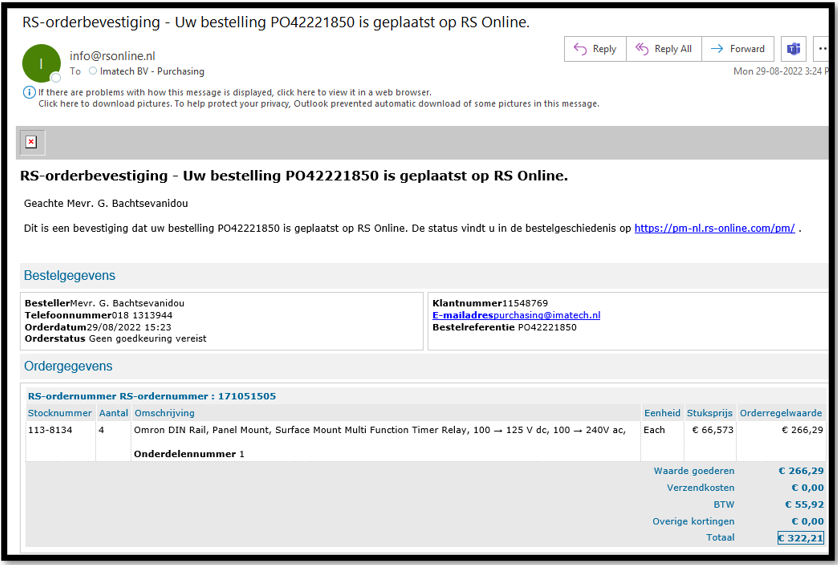 RS-orderbevestiging - Uw bestelling PO42221850 is geplaatst op RS Online.
I
info@rsonline.nl
To Imatech BV - Purchasing
Reply
Reply All
Forward
Mon 29-08-2022 3:24 P
If there are problems with how this message is displayed, click here to view it in a web browser.
Click here to download pictures. To help protect your privacy, Outlook prevented automatic download of some pictures in this message.
RS-orderbevestiging - Uw bestelling PO42221850 is geplaatst op RS Online.
Geachte Mevr. G. Bachtsevanidou
Dit is een bevestiging dat uw bestelling PO42221850 is geplaatst op RS Online. De status vindt u in de bestelgeschiedenis op https://pm-nl.rs-online.com/pm/ .
Bestelgegevens
BestellerMevr. G. Bachtsevanidou
Telefoonnummer018 1313944
Orderdatum29/08/2022 15:23
Orderstatus Geen goedkeuring vereist
Klantnummer11548769
E-mailadrespurchasing@imatech.nl
Bestelreferentie PO42221850
Ordergegevens
RS-ordernummer RS-ordernummer : 171051505
Stocknummer Aantal Omschrijving Eenheid Stuksprijs Orderregelwaarde
113-8134 4 Omron DIN Rail, Panel Mount, Surface Mount Multi Function Timer Relay, 100 → 125 V dc, 100 → 240V ac, Each € 66,573 € 266,29
Onderdelennummer 1
Waarde goederen € 266,29
Verzendkosten € 0,00
BTW € 55,92
Overige kortingen € 0,00
Totaal € 322,21